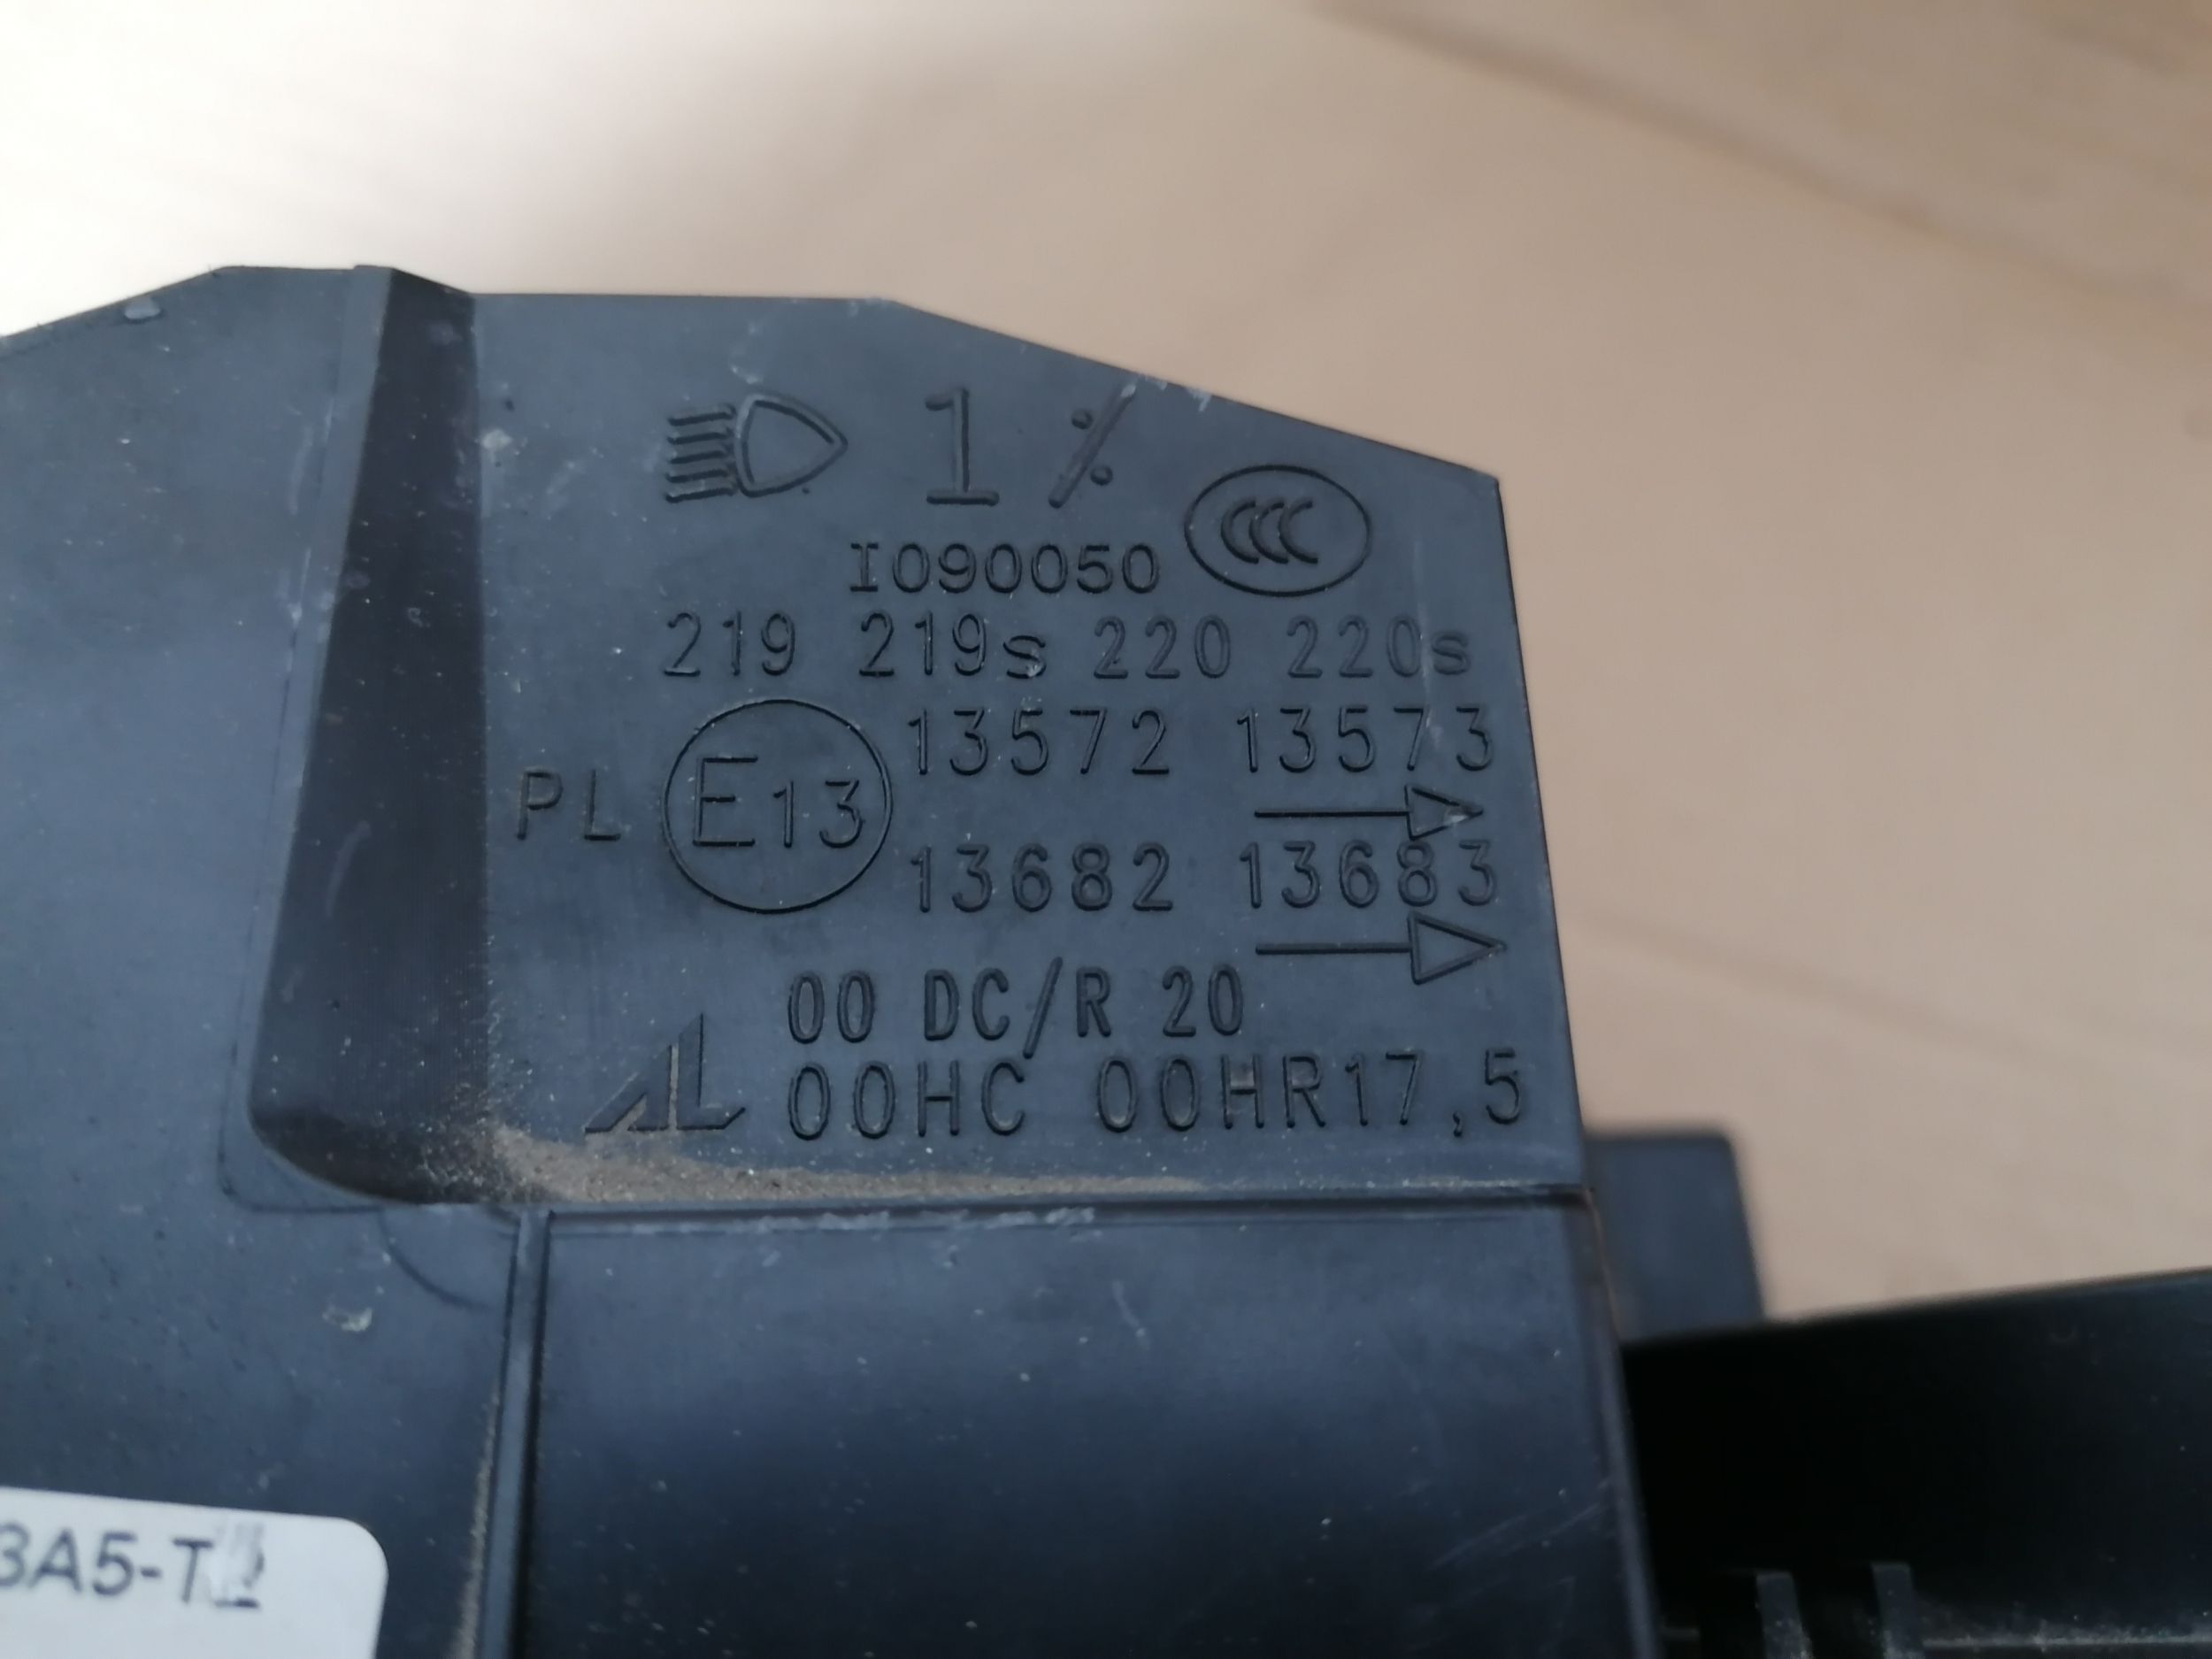 1%
CCC
I090050
219 219s 220 220s
13572 13573
PL E13
13682 13683
00 DC/R 20
AL 00HC 00HR17,5
3A5-T